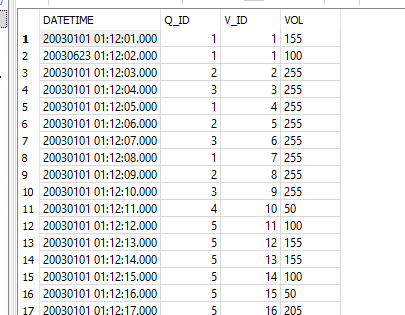 DATETIME Q_ID V_ID VOL
1 20030101 01:12:01.000 1 1 155
2 20030623 01:12:02.000 1 1 100
3 20030101 01:12:03.000 2 2 255
4 20030101 01:12:04.000 3 3 255
5 20030101 01:12:05.000 1 4 255
6 20030101 01:12:06.000 2 5 255
7 20030101 01:12:07.000 3 6 255
8 20030101 01:12:08.000 1 7 255
9 20030101 01:12:09.000 2 8 255
10 20030101 01:12:10.000 3 9 255
11 20030101 01:12:11.000 4 10 50
12 20030101 01:12:12.000 5 11 100
13 20030101 01:12:13.000 5 12 155
14 20030101 01:12:14.000 5 13 155
15 20030101 01:12:15.000 5 14 100
16 20030101 01:12:16.000 5 15 50
17 20030101 01:12:17.000 5 16 205